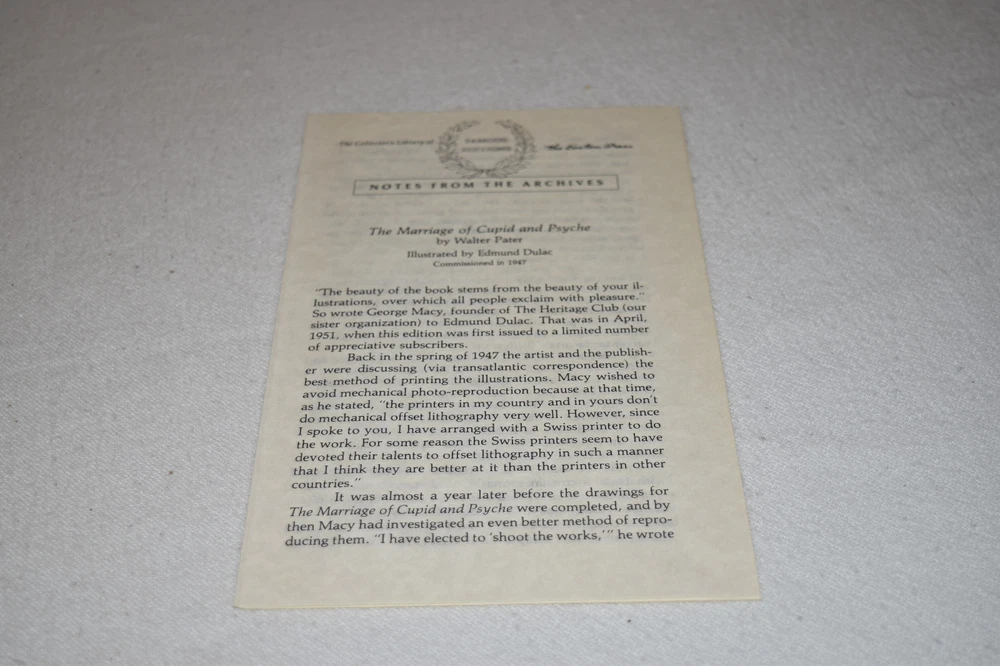 The Collector's Library of
FAMOUS
EDITIONS
The Easton Press
NOTES FROM THE ARCHIVES
The Marriage of Cupid and Psyche
by Walter Pater
Illustrated by Edmund Dulac
Commissioned in 1947
"The beauty of the book stems from the beauty of your il-
lustrations, over which all people exclaim with pleasure."
So wrote George Macy, founder of The Heritage Club (our
sister organization) to Edmund Dulac. That was in April,
1951, when this edition was first issued to a limited number
of appreciative subscribers.
Back in the spring of 1947 the artist and the publish-
er were discussing (via transatlantic correspondence) the
best method of printing the illustrations. Macy wished to
avoid mechanical photo-reproduction because at that time,
as he stated, "the printers in my country and in yours don't
do mechanical offset lithography very well. However, since
I spoke to you, I have arranged with a Swiss printer to do
the work. For some reason the Swiss printers seem to have
devoted their talents to offset lithography in such a manner
that I think they are better at it than the printers in other
countries."
It was almost a year later before the drawings for
The Marriage of Cupid and Psyche were completed, and by
then Macy had investigated an even better method of repro-
ducing them. "I have elected to 'shoot the works,'" he wrote